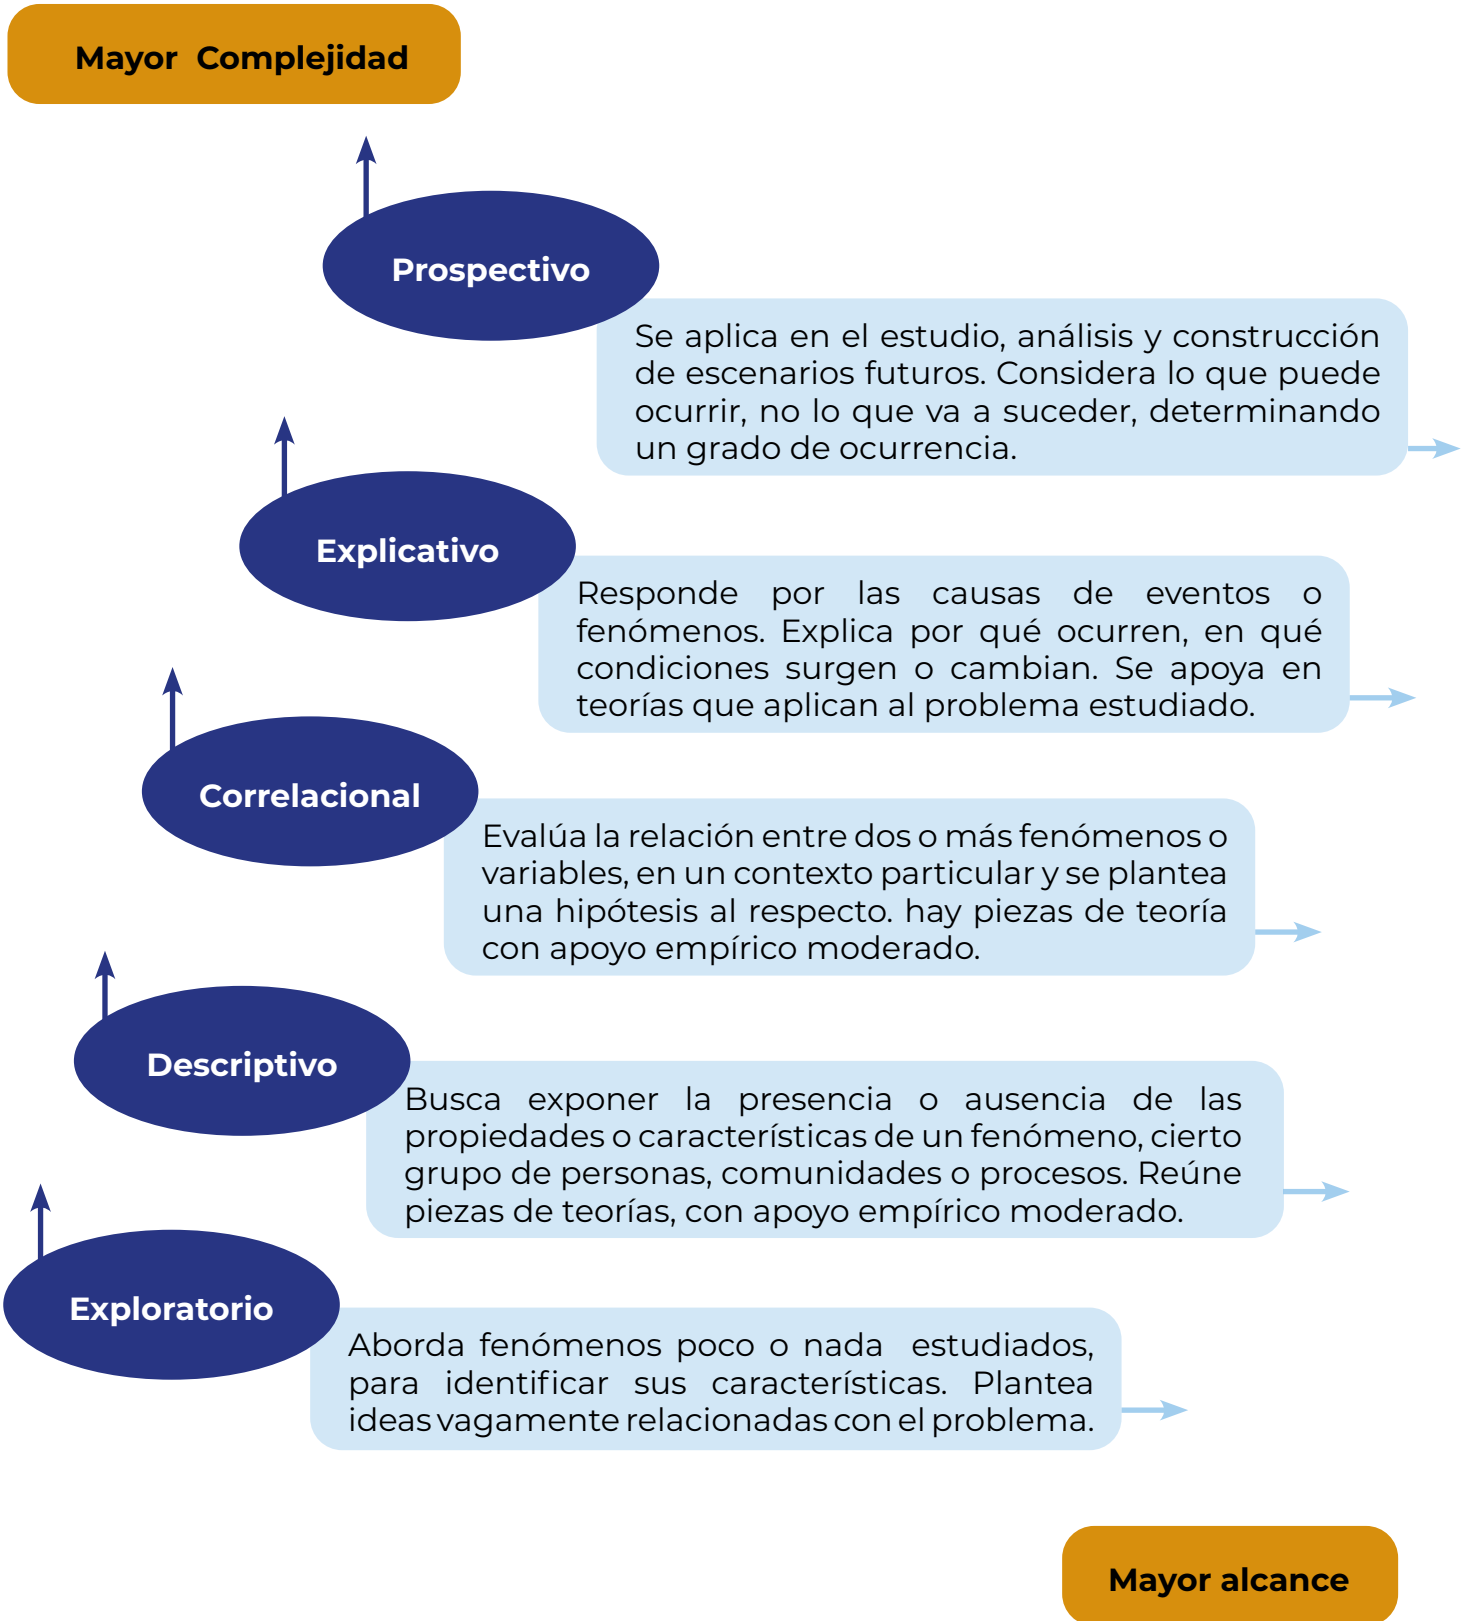 Mayor Complejidad
Prospectivo
Se aplica en el estudio, análisis y construcción
de escenarios futuros. Considera lo que puede
ocurrir, no lo que va a suceder, determinando
un grado de ocurrencia.
Explicativo
Responde por las causas de eventos o
fenómenos. Explica por qué ocurren, en qué
condiciones surgen o cambian. Se apoya en
teorías que aplican al problema estudiado.
Correlacional
Evalúa la relación entre dos o más fenómenos o
variables, en un contexto particular y se plantea
una hipótesis al respecto. hay piezas de teoría
con apoyo empírico moderado.
Descriptivo
Busca exponer la presencia o ausencia de las
propiedades o características de un fenómeno, cierto
grupo de personas, comunidades o procesos. Reúne
piezas de teorías, con apoyo empírico moderado.
Exploratorio
Aborda fenómenos poco o nada estudiados,
para identificar sus características. Plantea
ideas vagamente relacionadas con el problema.
Mayor alcance